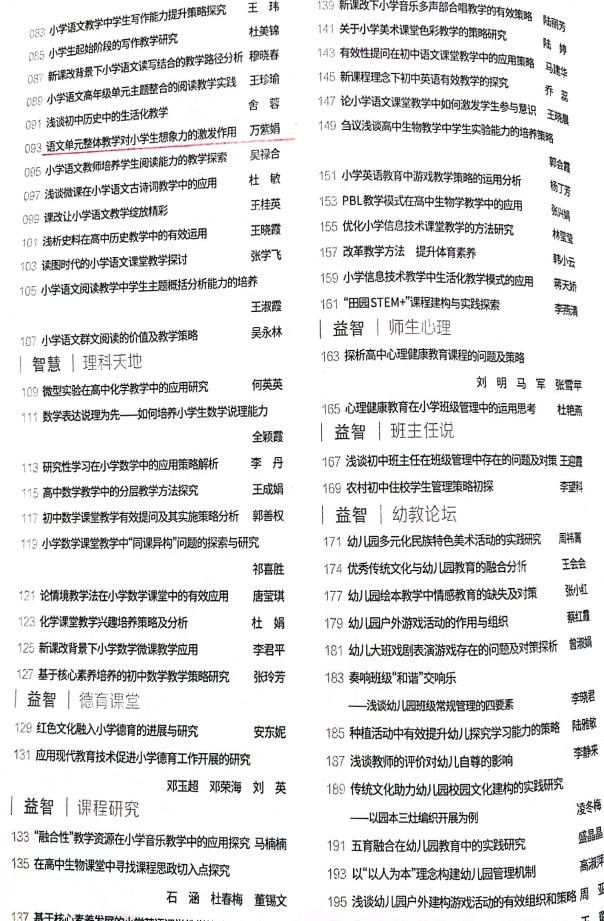 083 小学语文教学中学生写作能力提升策略探究 王 玮
085 小学生起始阶段的写作教学研究 杜美锦
087 新课改背景下小学语文读写结合的教学路径分析 穆晓春
089 小学语文高年级单元主题整合的阅读教学实践 王珍瑜
091 浅谈初中历史中的生活化教学 舍 蓉
093 语文单元整体教学对小学生想象力的激发作用 万紫娟
095 小学语文教师培养学生阅读能力的教学探索 吴禄合
097 浅谈微课在小学语文古诗词教学中的应用 杜 敏
099 课改让小学语文教学绽放精彩 王桂英
101 浅析史料在高中历史教学中的有效运用 王晓霞
103 读图时代的小学语文课堂教学探讨 张学飞
105 小学语文阅读教学中学生主题概括分析能力的培养
王淑霞
107 小学语文群文阅读的价值及教学策略 吴永林
智慧 理科天地
109 微型实验在高中化学教学中的应用研究 何英英
111 数学表达说理为先——如何培养小学生数学说理能力
全颖霞
113 研究性学习在小学数学中的应用策略解析 李 丹
115 高中数学教学中的分层教学方法探究 王成娟
117 初中数学课堂教学有效提问及其实施策略分析 郭善权
119 小学数学课堂教学中“同课异构”问题的探索与研究
祁喜胜
121 论情境教学法在小学数学课堂中的有效应用 唐莹琪
123 化学课堂教学兴趣培养策略及分析 杜 娟
125 新课改背景下小学数学微课教学应用 李君平
127 基于核心素养培养的初中数学教学策略研究 张玲芳
益智 德育课堂
129 红色文化融入小学德育的进展与研究 安东妮
131 应用现代教育技术促进小学德育工作开展的研究
邓玉超 邓荣海 刘 英
益智 课程研究
133 “融合性”教学资源在小学音乐教学中的应用探究 马楠楠
135 在高中生物课堂中寻找课程思政切入点探究
石 涵 杜春梅 董锡文
139 新课改下小学音乐多声部合唱教学的有效策略 陆丽芳
141 关于小学美术课堂色彩教学的策略研究 陆 婷
143 有效性提问在初中语文课堂教学中的应用策略 马建华
145 新课程理念下初中英语有效教学的探究 乔 蕊
147 论小学语文课堂教学中如何激发学生参与意识 王晓晨
149 刍议浅谈高中生物教学中学生实验能力的培养策略
郭会霞
151 小学英语教育中游戏教学策略的运用分析 杨丁芳
153 PBL教学模式在高中生物学教学中的应用 张兴娟
155 优化小学信息技术课堂教学的方法研究 林莹莹
157 改革教学方法 提升体育素养 韩小云
159 小学信息技术教学中生活化教学模式的应用 蒋天娇
161 “田园STEM+”课程建构与实践探索 李燕清
益智 师生心理
163 探析高中心理健康教育课程的问题及策略
刘 明 马 军 张雪苹
165 心理健康教育在小学班级管理中的运用思考 杜艳燕
益智 班主任说
167 浅谈初中班主任在班级管理中存在的问题及对策 王迎霞
169 农村初中住校学生管理策略初探 李望科
益智 幼教论坛
171 幼儿园多元化民族特色美术活动的实践研究 周祎菁
174 优秀传统文化与幼儿园教育的融合分析 王会会
177 幼儿园绘本教学中情感教育的缺失及对策 张小红
179 幼儿园户外游戏活动的作用与组织 蔡红霞
181 幼儿大班戏剧表演游戏存在的问题及对策探析 曾淑娟
183 奏响班级“和谐”交响乐
——浅谈幼儿园班级常规管理的四要素 李晓君
185 种植活动中有效提升幼儿探究学习能力的策略 陆雅敏
187 浅谈教师的评价对幼儿自尊的影响 李静来
189 传统文化助力幼儿园校园文化建构的实践研究
——以园本三灶编织开展为例 凌冬梅
191 五育融合在幼儿园教育中的实践研究 盛晶晶
193 以“以人为本”理念构建幼儿园管理机制 高淑萍
195 浅谈幼儿园户外建构游戏活动的有效组织和策略 周